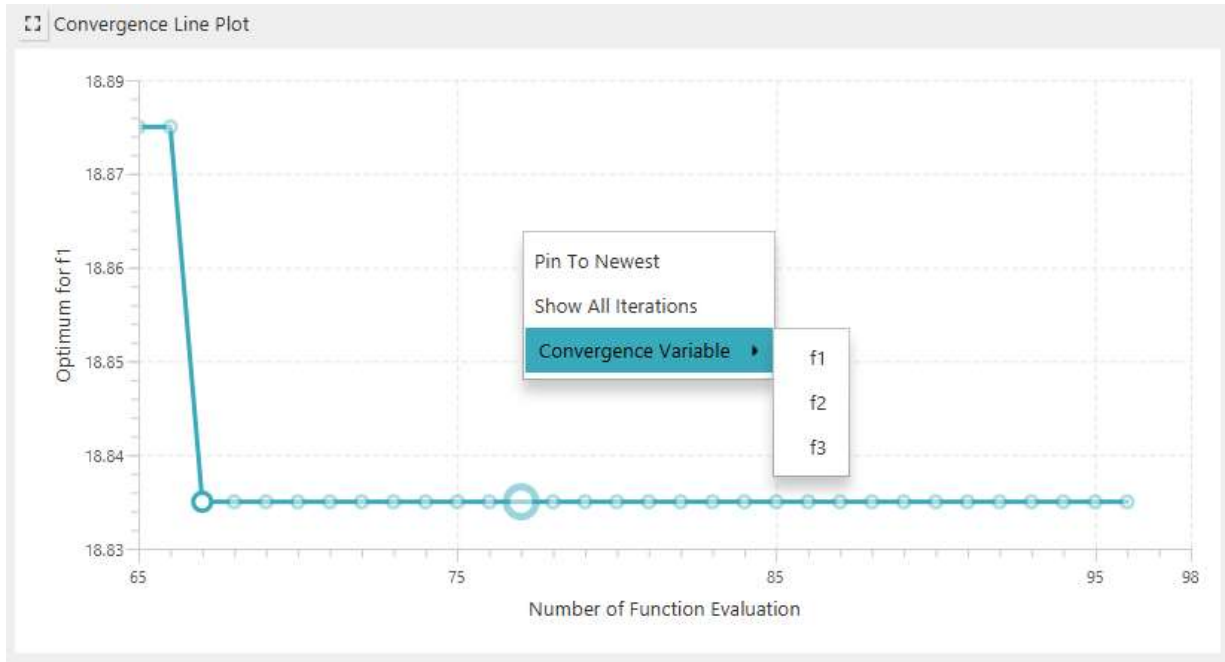 Convergence Line Plot
18.89
18.87
18.86
18.85
18.84
18.83
Optimum for f1
Pin To Newest
Show All Iterations
Convergence Variable
f1
f2
f3
65 75 85 95 98
Number of Function Evaluation